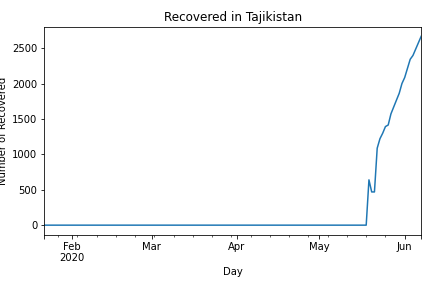 Recovered in Tajikistan
Number of Recovered
2500
2000
1500
1000
500
0
Feb Mar Apr May Jun
2020
Day